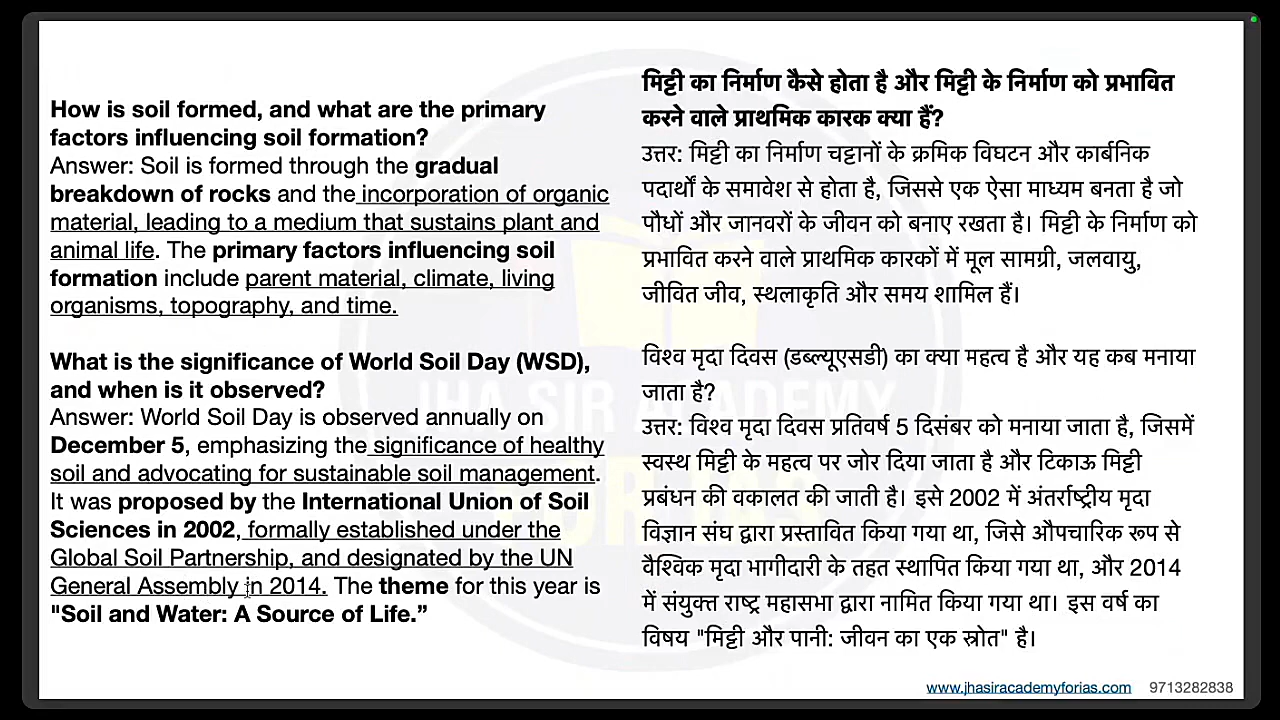 How is soil formed, and what are the primary
factors influencing soil formation?
Answer: Soil is formed through the gradual
breakdown of rocks and the incorporation of organic
material, leading to a medium that sustains plant and
animal life. The primary factors influencing soil
formation include parent material, climate, living
organisms, topography, and time.
What is the significance of World Soil Day (WSD),
and when is it observed?
Answer: World Soil Day is observed annually on
December 5, emphasizing the significance of healthy
soil and advocating for sustainable soil management.
It was proposed by the International Union of Soil
Sciences in 2002, formally established under the
Global Soil Partnership, and designated by the UN
General Assembly in 2014. The theme for this year is
"Soil and Water: A Source of Life.”
मिट्टी का निर्माण कैसे होता है और मिट्टी के निर्माण को प्रभावित
करने वाले प्राथमिक कारक क्या हैं?
उत्तर: मिट्टी का निर्माण चट्टानों के क्रमिक विघटन और कार्बनिक
पदार्थों के समावेश से होता है, जिससे एक ऐसा माध्यम बनता है जो
पौधों और जानवरों के जीवन को बनाए रखता है। मिट्टी के निर्माण को
प्रभावित करने वाले प्राथमिक कारकों में मूल सामग्री, जलवायु,
जीवित जीव, स्थलाकृति और समय शामिल हैं।
विश्व मृदा दिवस (डब्ल्यूएसडी) का क्या महत्व है और यह कब मनाया
जाता है?
उत्तर: विश्व मृदा दिवस प्रतिवर्ष 5 दिसंबर को मनाया जाता है, जिसमें
स्वस्थ मिट्टी के महत्व पर जोर दिया जाता है और टिकाऊ मिट्टी
प्रबंधन की वकालत की जाती है। इसे 2002 में अंतर्राष्ट्रीय मृदा
विज्ञान संघ द्वारा प्रस्तावित किया गया था, जिसे औपचारिक रूप से
वैश्विक मृदा भागीदारी के तहत स्थापित किया गया था, और 2014
में संयुक्त राष्ट्र महासभा द्वारा नामित किया गया था। इस वर्ष का
विषय "मिट्टी और पानी: जीवन का एक स्रोत" है।
JHA SIR ACADEMY
FOR IAS
www.jhasiracademyforias.com 9713282838